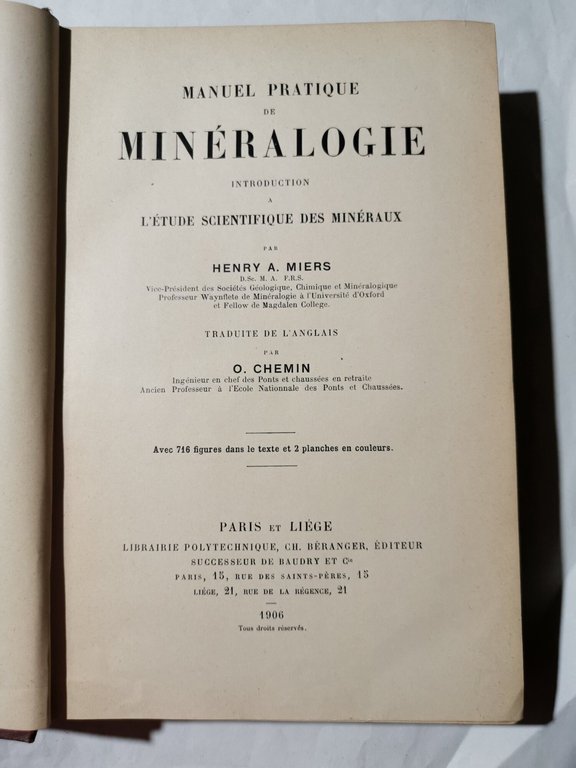 MANUEL PRATIQUE
DE
MINÉRALOGIE
INTRODUCTION
A
L'ÉTUDE SCIENTIFIQUE DES MINÉRAUX
PAR
HENRY A. MIERS
D.Sc. M. A. F.R.S.
Vice-Président des Sociétés Géologique, Chimique et Minéralogique
Professeur Waynflete de Minéralogie à l'Université d'Oxford
et Fellow de Magdalen College.
TRADUITE DE L'ANGLAIS
PAR
O. CHEMIN
Ingénieur en chef des Ponts et chaussées en retraite
Ancien Professeur à l'Ecole Nationnale des Ponts et Chaussées.
Avec 716 figures dans le texte et 2 planches en couleurs.
PARIS ET LIÉGE
LIBRAIRIE POLYTECHNIQUE, CH. BÉRANGER, ÉDITEUR
SUCCESSEUR DE BAUDRY ET Cie
PARIS, 15, RUE DES SAINTS-PÈRES, 15
LIÉGE, 21, RUE DE LA RÉGENCE, 21
1906
Tous droits réservés.